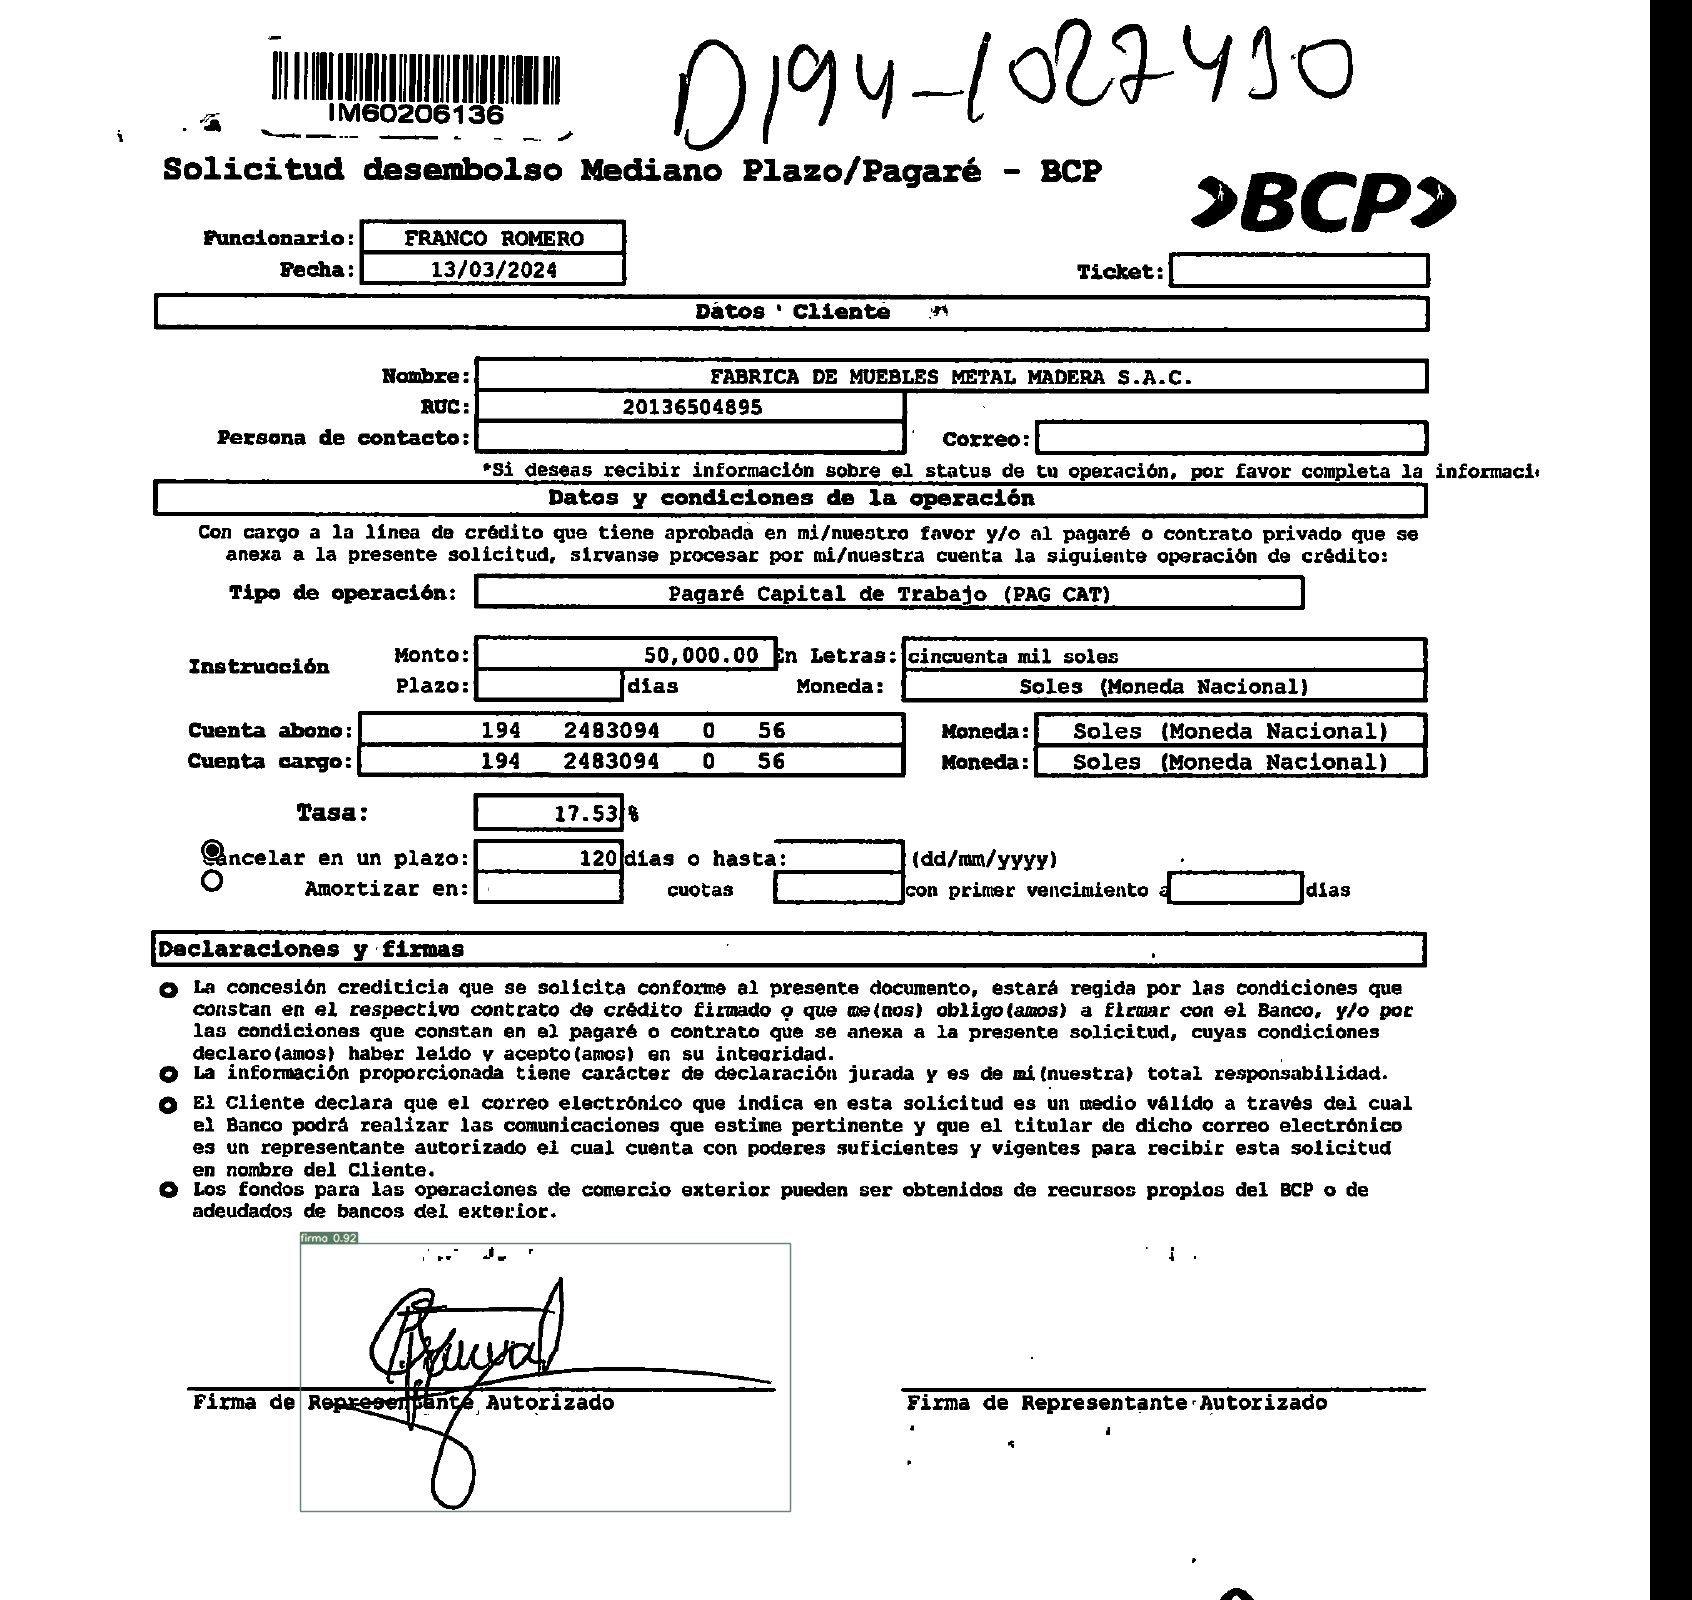 D194-1027430
IM60206136
Solicitud desembolso Mediano Plazo/Pagaré - BCP
BCP
Funcionario: FRANCO ROMERO
Fecha: 13/03/2024
Ticket:
Datos Cliente
Nombre: FABRICA DE MUEBLES METAL MADERA S.A.C.
RUC: 20136504895
Persona de contacto: Correo:
*Si deseas recibir información sobre el status de tu operación, por favor completa la informaci
Datos y condiciones de la operación
Con cargo a la línea de crédito que tiene aprobada en mi/nuestro favor y/o al pagaré o contrato privado que se
anexa a la presente solicitud, sírvanse procesar por mi/nuestra cuenta la siguiente operación de crédito:
Tipo de operación: Pagaré Capital de Trabajo (PAG CAT)
Instrucción
Monto: 50,000.00 En Letras: cincuenta mil soles
Plazo: días Moneda: Soles (Moneda Nacional)
Cuenta abono: 194 2483094 0 56 Moneda: Soles (Moneda Nacional)
Cuenta cargo: 194 2483094 0 56 Moneda: Soles (Moneda Nacional)
Tasa: 17.53 %
Cancelar en un plazo: 120 días o hasta: (dd/mm/yyyy)
Amortizar en: cuotas con primer vencimiento a días
Declaraciones y firmas
La concesión crediticia que se solicita conforme al presente documento, estará regida por las condiciones que
constan en el respectivo contrato de crédito firmado o que me(nos) obligo(amos) a firmar con el Banco, y/o por
las condiciones que constan en el pagaré o contrato que se anexa a la presente solicitud, cuyas condiciones
declaro(amos) haber leído y acepto(amos) en su integridad.
La información proporcionada tiene carácter de declaración jurada y es de mi(nuestra) total responsabilidad.
El Cliente declara que el correo electrónico que indica en esta solicitud es un medio válido a través del cual
el Banco podrá realizar las comunicaciones que estime pertinente y que el titular de dicho correo electrónico
es un representante autorizado el cual cuenta con poderes suficientes y vigentes para recibir esta solicitud
en nombre del Cliente.
Los fondos para las operaciones de comercio exterior pueden ser obtenidos de recursos propios del BCP o de
adeudados de bancos del exterior.
firma 0.92
Firma de Representante Autorizado
Firma de Representante Autorizado